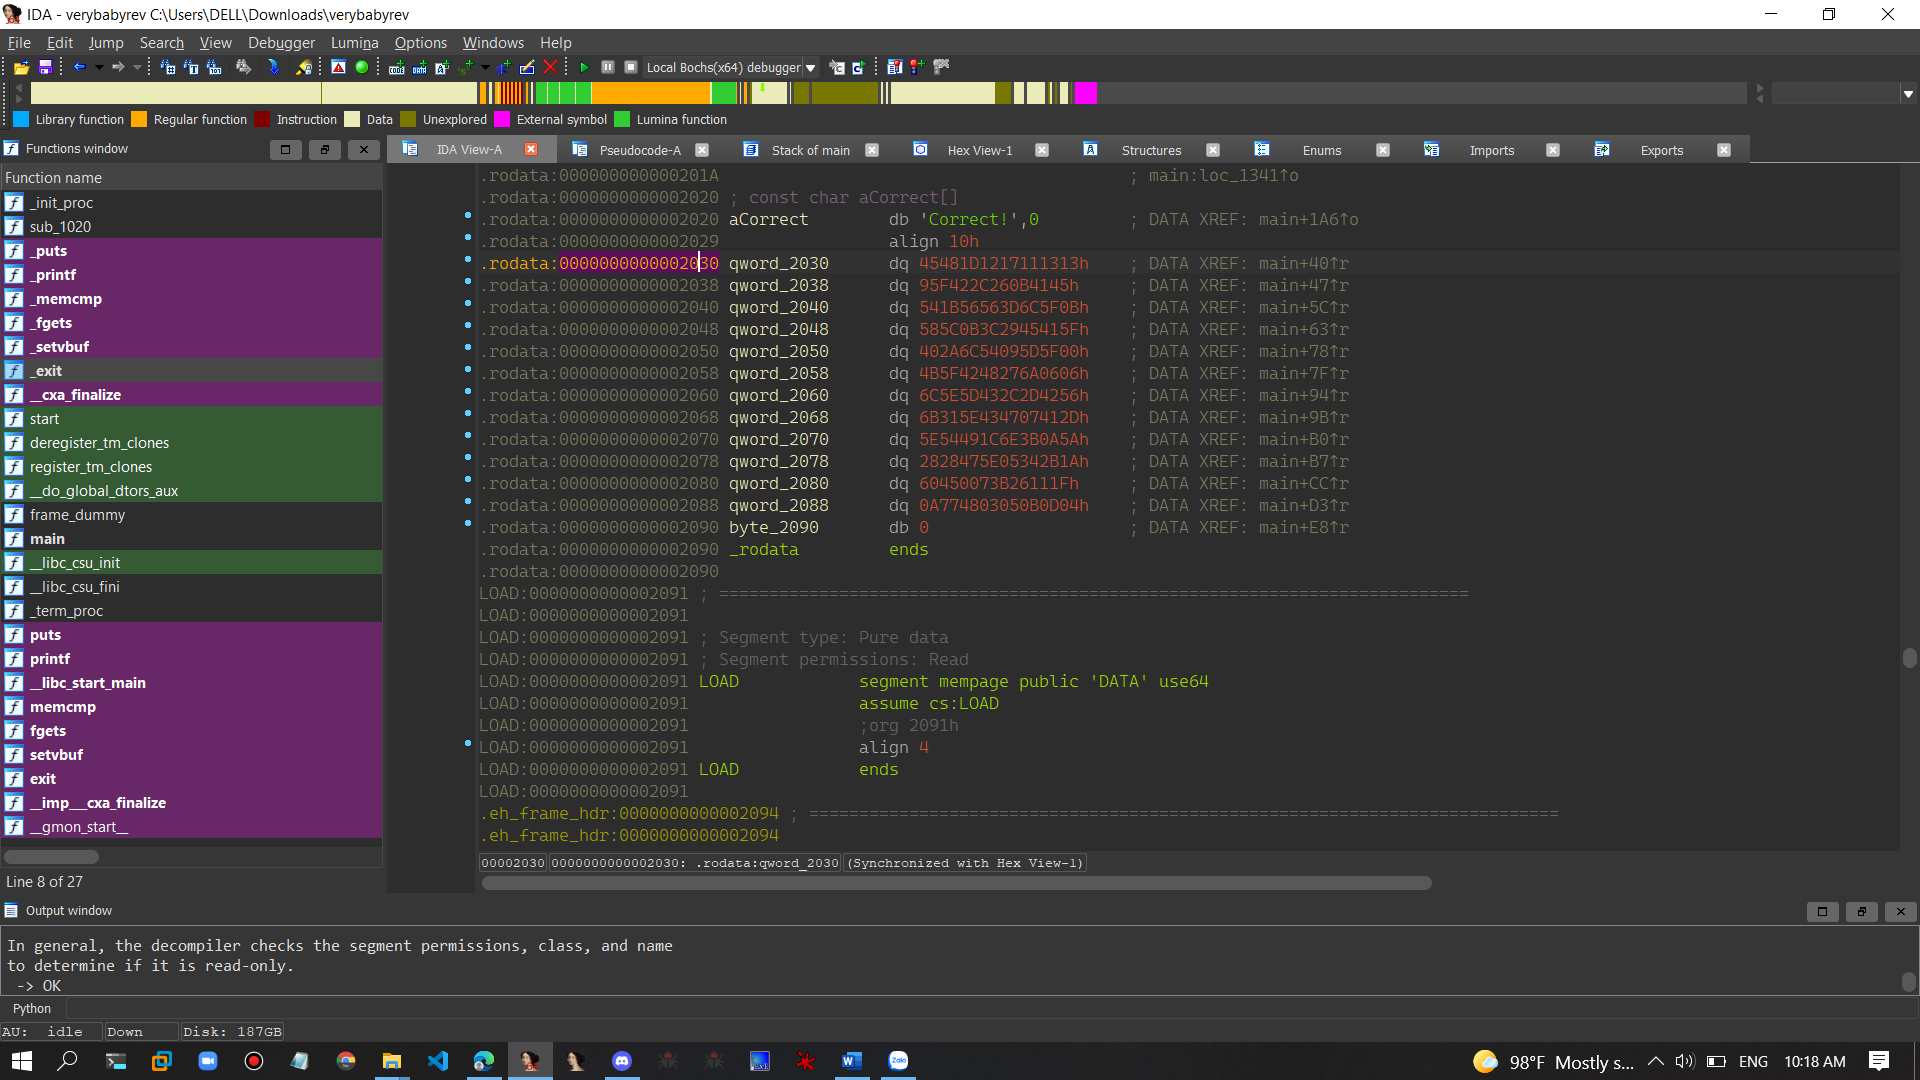 IDA - verybabyrev C:\Users\DELL\Downloads\verybabyrev
File Edit Jump Search View Debugger Lumina Options Windows Help
Local Bochs(x64) debugger
Library function Regular function Instruction Data Unexplored External symbol Lumina function
Functions window
IDA View-A Pseudocode-A Stack of main Hex View-1 Structures Enums Imports Exports
Function name
_init_proc
sub_1020
_puts
_printf
_memcmp
_fgets
_setvbuf
_exit
__cxa_finalize
start
deregister_tm_clones
register_tm_clones
__do_global_dtors_aux
frame_dummy
main
__libc_csu_init
__libc_csu_fini
_term_proc
puts
printf
__libc_start_main
memcmp
fgets
setvbuf
exit
__imp___cxa_finalize
__gmon_start__
Line 8 of 27
.rodata:000000000000201A ; main:loc_1341↑o
.rodata:0000000000002020 ; const char aCorrect[]
.rodata:0000000000002020 aCorrect db 'Correct!',0 ; DATA XREF: main+1A6↑o
.rodata:0000000000002029 align 10h
.rodata:0000000000002030 qword_2030 dq 45481D1217111313h ; DATA XREF: main+40↑r
.rodata:0000000000002038 qword_2038 dq 95F422C260B4145h ; DATA XREF: main+47↑r
.rodata:0000000000002040 qword_2040 dq 541B56563D6C5F0Bh ; DATA XREF: main+5C↑r
.rodata:0000000000002048 qword_2048 dq 585C0B3C2945415Fh ; DATA XREF: main+63↑r
.rodata:0000000000002050 qword_2050 dq 402A6C54095D5F00h ; DATA XREF: main+78↑r
.rodata:0000000000002058 qword_2058 dq 4B5F4248276A0606h ; DATA XREF: main+7F↑r
.rodata:0000000000002060 qword_2060 dq 6C5E5D432C2D4256h ; DATA XREF: main+94↑r
.rodata:0000000000002068 qword_2068 dq 6B315E434707412Dh ; DATA XREF: main+9B↑r
.rodata:0000000000002070 qword_2070 dq 5E54491C6E3B0A5Ah ; DATA XREF: main+B0↑r
.rodata:0000000000002078 qword_2078 dq 2828475E05342B1Ah ; DATA XREF: main+B7↑r
.rodata:0000000000002080 qword_2080 dq 60450073B26111Fh ; DATA XREF: main+CC↑r
.rodata:0000000000002088 qword_2088 dq 0A774803050B0D04h ; DATA XREF: main+D3↑r
.rodata:0000000000002090 byte_2090 db 0 ; DATA XREF: main+E8↑r
.rodata:0000000000002090 _rodata ends
.rodata:0000000000002090
LOAD:0000000000002091 ; ===========================================================================
LOAD:0000000000002091
LOAD:0000000000002091 ; Segment type: Pure data
LOAD:0000000000002091 ; Segment permissions: Read
LOAD:0000000000002091 LOAD segment mempage public 'DATA' use64
LOAD:0000000000002091 assume cs:LOAD
LOAD:0000000000002091 ;org 2091h
LOAD:0000000000002091 align 4
LOAD:0000000000002091 LOAD ends
LOAD:0000000000002091
.eh_frame_hdr:0000000000002094 ; ===========================================================================
.eh_frame_hdr:0000000000002094
00002030 0000000000002030: .rodata:qword_2030 (Synchronized with Hex View-1)
Output window
In general, the decompiler checks the segment permissions, class, and name
to determine if it is read-only.
-> OK
Python
AU: idle Down Disk: 187GB
98°F Mostly s... ENG 10:18 AM